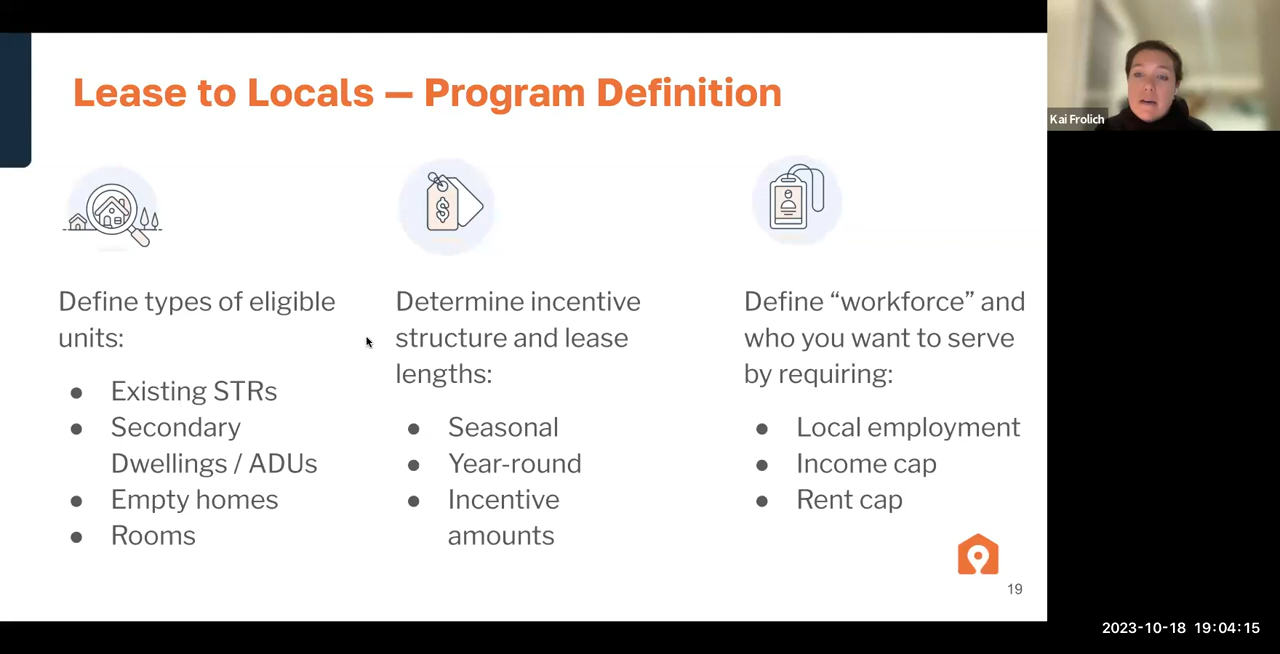 Lease to Locals — Program Definition
Kai Frolich
$
Define types of eligible
units:
● Existing STRs
● Secondary
Dwellings / ADUs
● Empty homes
● Rooms
Determine incentive
structure and lease
lengths:
● Seasonal
● Year-round
● Incentive
amounts
Define “workforce” and
who you want to serve
by requiring:
● Local employment
● Income cap
● Rent cap
19
2023-10-18 19:04:15